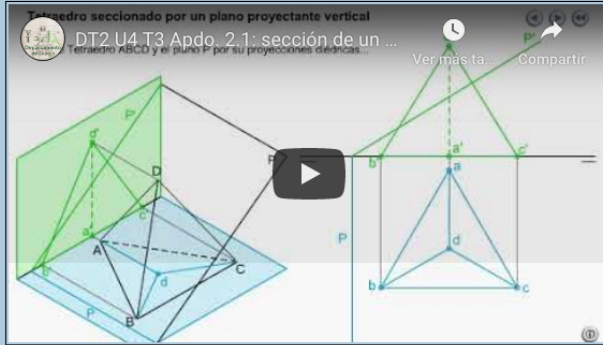 Tetraedro seccionado por un plano proyectante vertical
DT2 U4 T3 Apdo. 2.1: sección de un ...
Tetraedro ABCD y el plano P por su proyecciones diédricas...
Ver más ta...
Compartir
P'
P'
d'
D
P
a'
A
c'
C
b'
d
P
B
b'
a'
c'
a
P
d
b
c